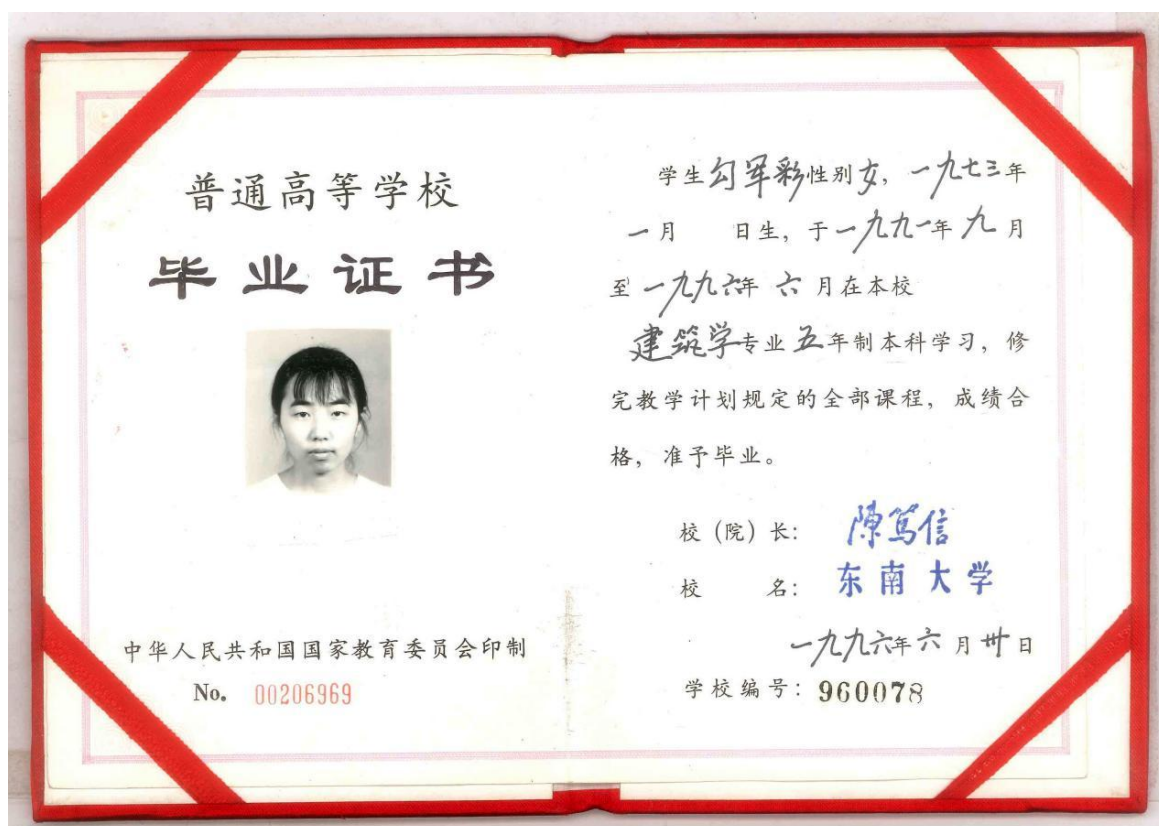 普通高等学校
毕业证书
中华人民共和国国家教育委员会印制
No. 00206969
学生勾军彩性别女，一九七三年
一月 日生，于一九九一年九月
至一九九六年六月在本校
建筑学专业五年制本科学习，修
完教学计划规定的全部课程，成绩合
格，准予毕业。
校（院）长：陳笃信
校 名：东南大学
一九九六年六月卅日
学校编号：960078